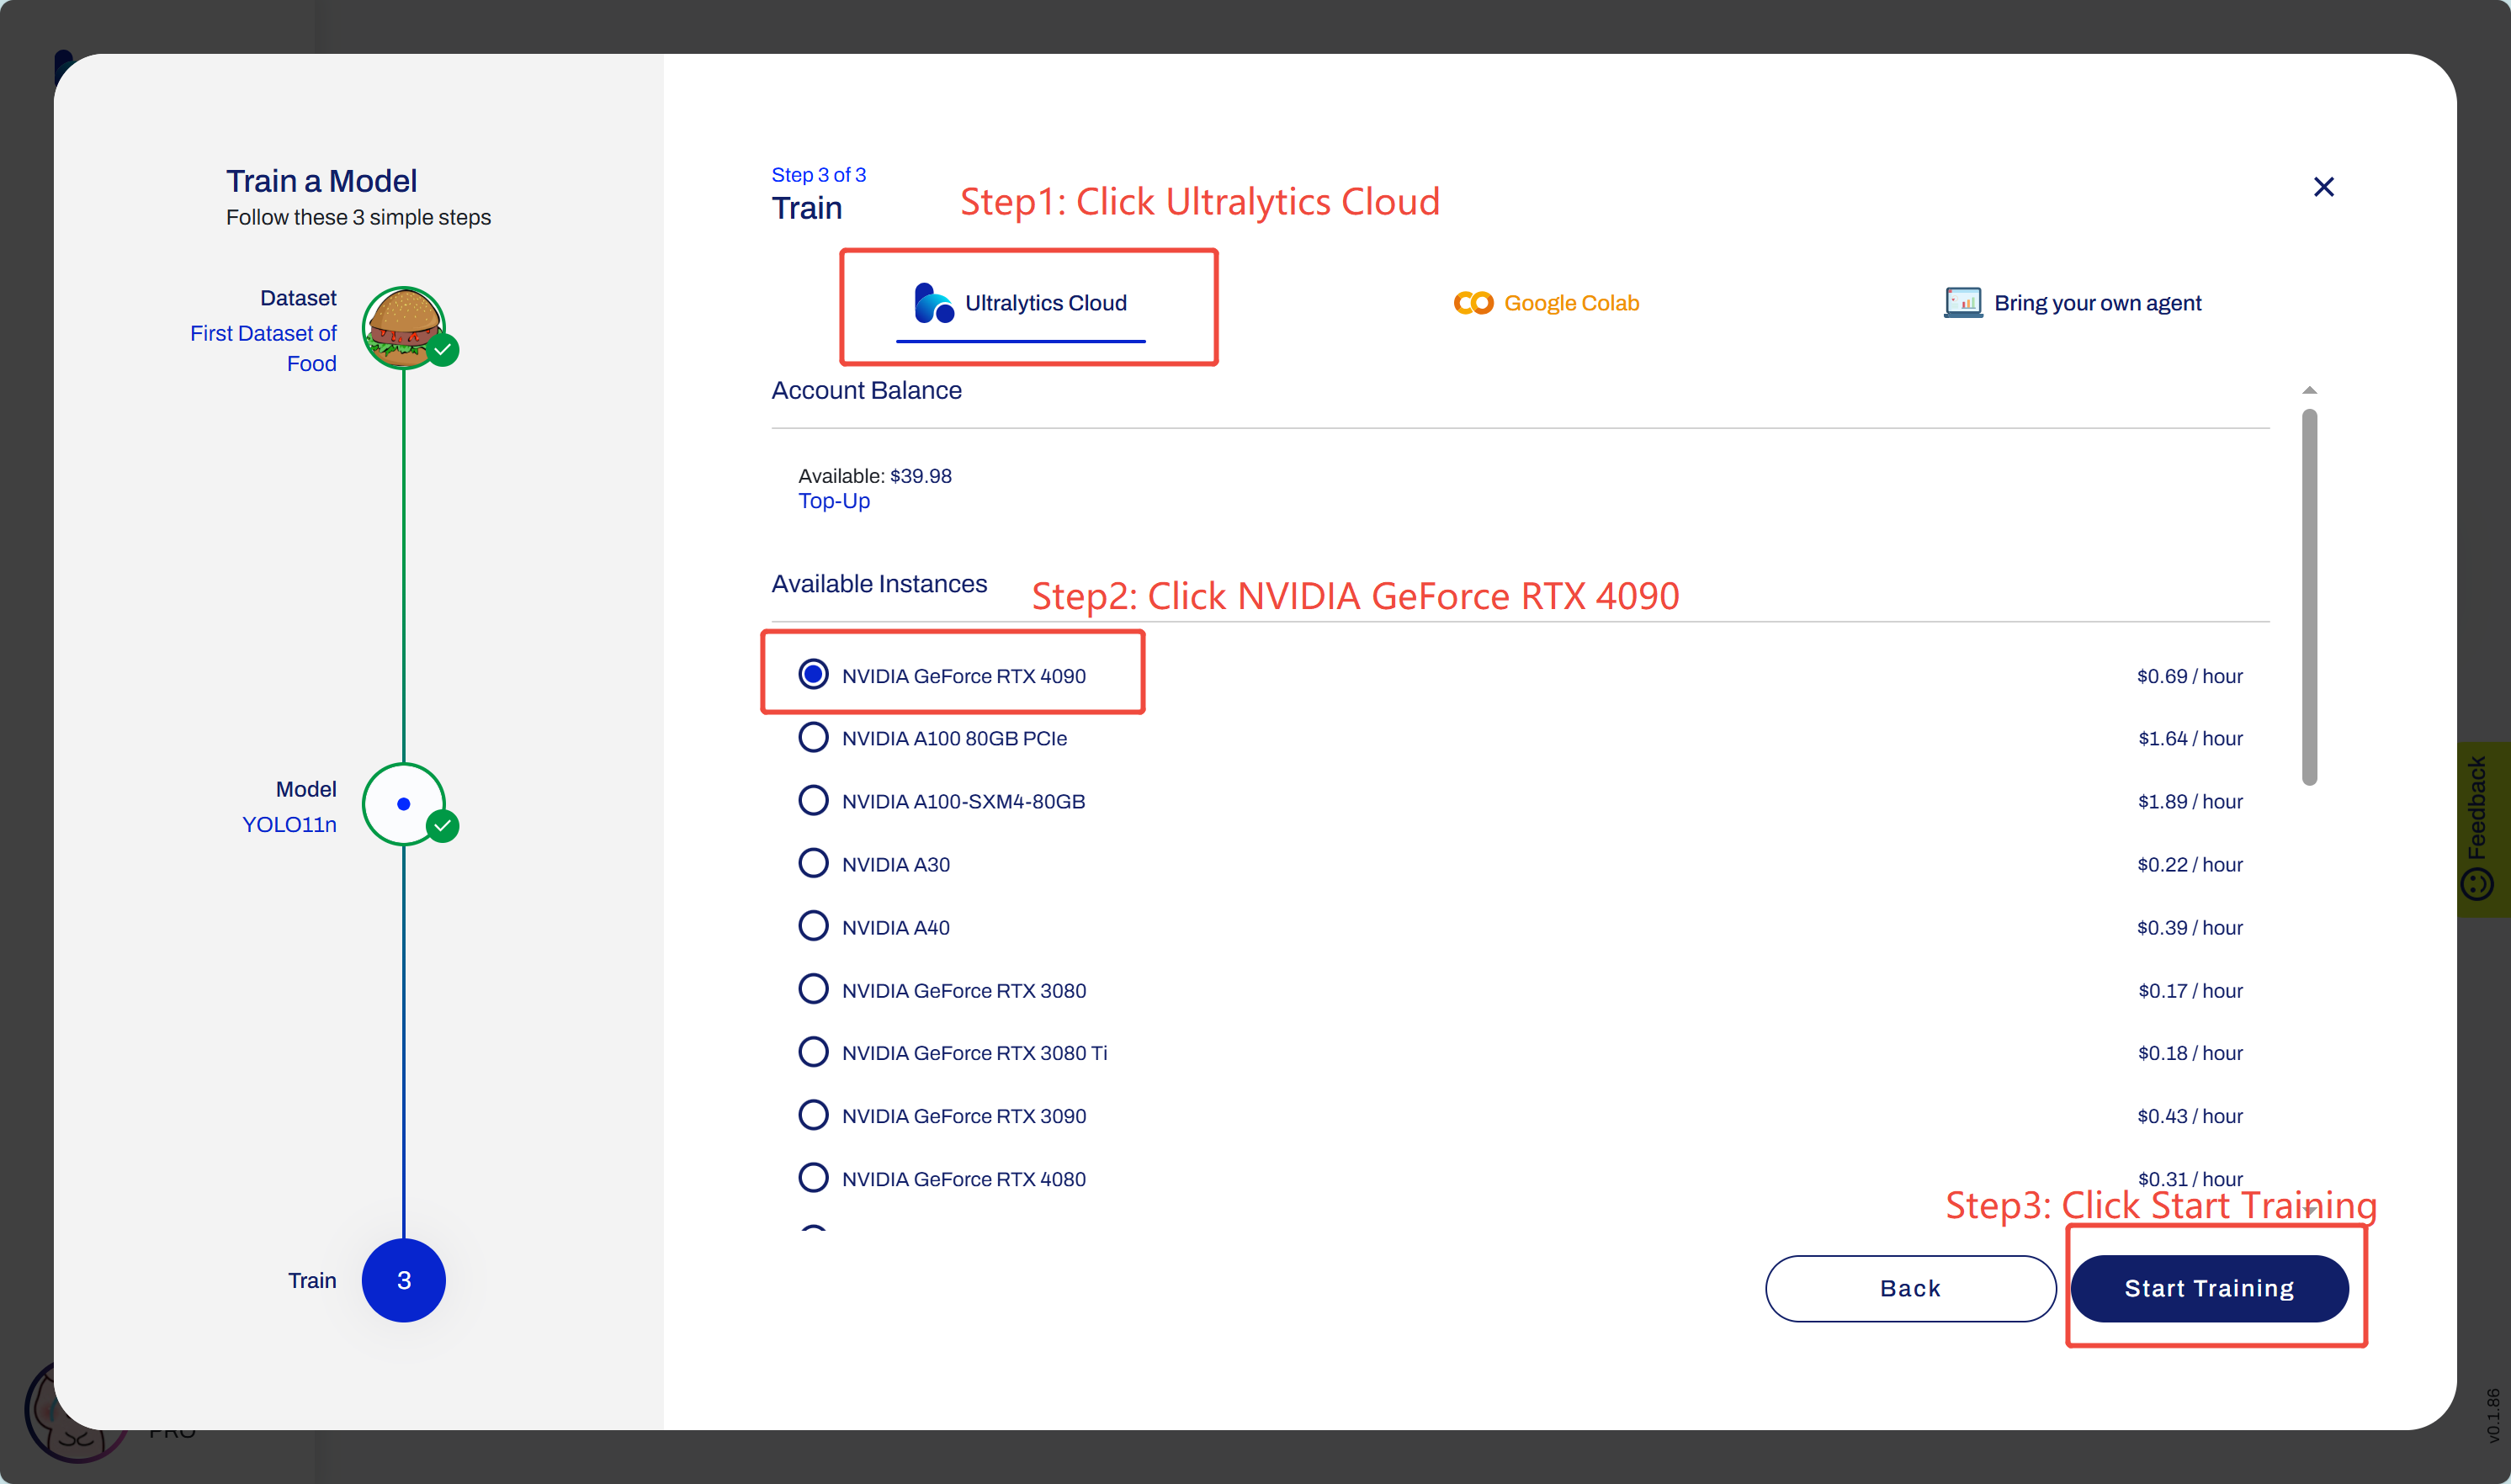 Train a Model
Follow these 3 simple steps
Dataset
First Dataset of
Food
Model
YOLO11n
Train
3
Step 3 of 3
Train
Step1: Click Ultralytics Cloud
Ultralytics Cloud
Google Colab
Bring your own agent
Account Balance
Available: $39.98
Top-Up
Available Instances
Step2: Click NVIDIA GeForce RTX 4090
NVIDIA GeForce RTX 4090 $0.69 / hour
NVIDIA A100 80GB PCIe $1.64 / hour
NVIDIA A100-SXM4-80GB $1.89 / hour
NVIDIA A30 $0.22 / hour
NVIDIA A40 $0.39 / hour
NVIDIA GeForce RTX 3080 $0.17 / hour
NVIDIA GeForce RTX 3080 Ti $0.18 / hour
NVIDIA GeForce RTX 3090 $0.43 / hour
NVIDIA GeForce RTX 4080 $0.31 / hour
Step3: Click Start Training
Back
Start Training
Feedback
v0.1.86
PRO